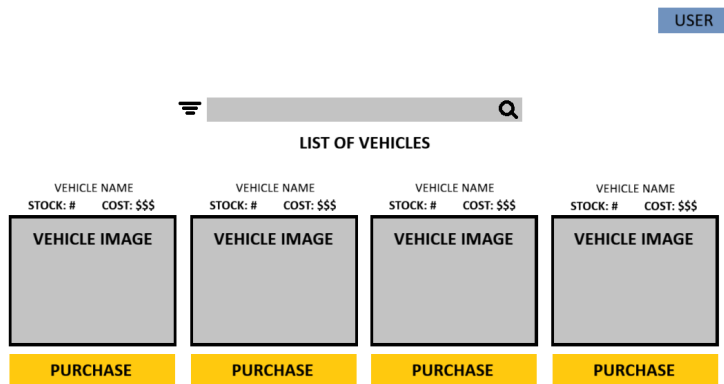 USER
LIST OF VEHICLES
VEHICLE NAME VEHICLE NAME VEHICLE NAME VEHICLE NAME
STOCK: # COST: $$$ STOCK: # COST: $$$ STOCK: # COST: $$$ STOCK: # COST: $$$
VEHICLE IMAGE VEHICLE IMAGE VEHICLE IMAGE VEHICLE IMAGE
PURCHASE PURCHASE PURCHASE PURCHASE